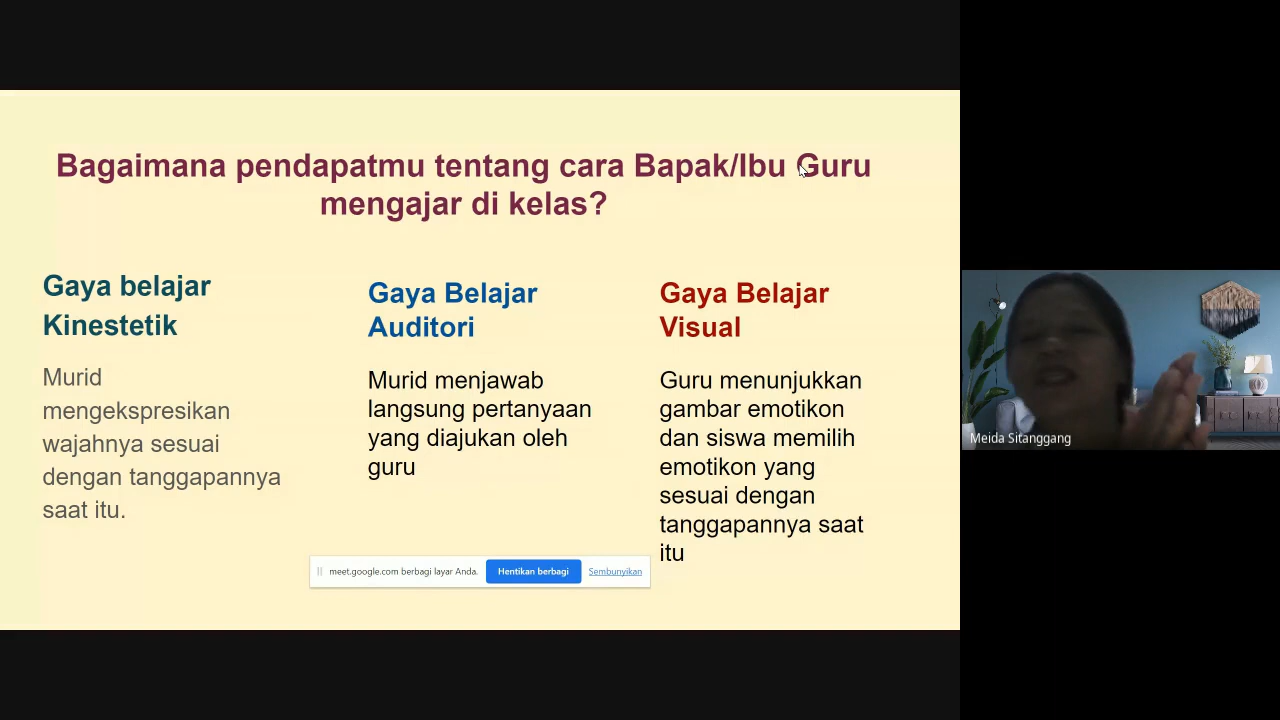 Bagaimana pendapatmu tentang cara Bapak/Ibu Guru
mengajar di kelas?
Gaya belajar
Kinestetik
Murid
mengekspresikan
wajahnya sesuai
dengan tanggapannya
saat itu.
Gaya Belajar
Auditori
Murid menjawab
langsung pertanyaan
yang diajukan oleh
guru
Gaya Belajar
Visual
Guru menunjukkan
gambar emotikon
dan siswa memilih
emotikon yang
sesuai dengan
tanggapannya saat
itu
meet.google.com berbagi layar Anda.
Hentikan berbagi
Sembunyikan
Meida Sitanggang